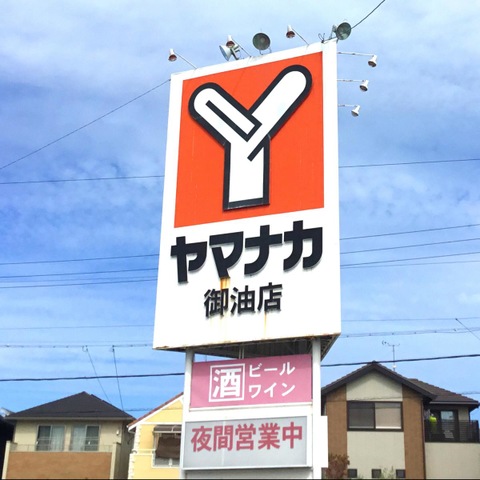 Y
ヤマナカ
御油店
酒 ビール
ワイン
夜間営業中